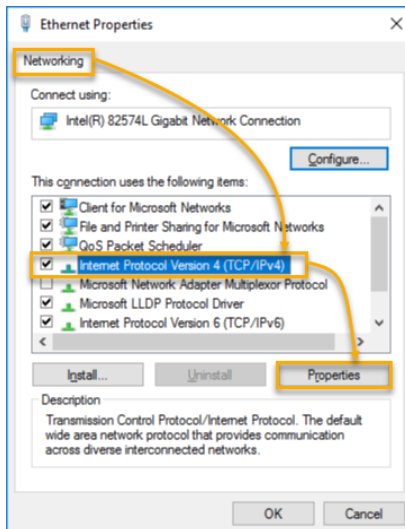 Ethernet Properties
Networking
Connect using:
Intel(R) 82574L Gigabit Network Connection
Configure...
This connection uses the following items:
Client for Microsoft Networks
File and Printer Sharing for Microsoft Networks
QoS Packet Scheduler
Internet Protocol Version 4 (TCP/IPv4)
Microsoft Network Adapter Multiplexor Protocol
Microsoft LLDP Protocol Driver
Internet Protocol Version 6 (TCP/IPv6)
Install...
Uninstall
Properties
Description
Transmission Control Protocol/Internet Protocol. The default
wide area network protocol that provides communication
across diverse interconnected networks.
OK
Cancel